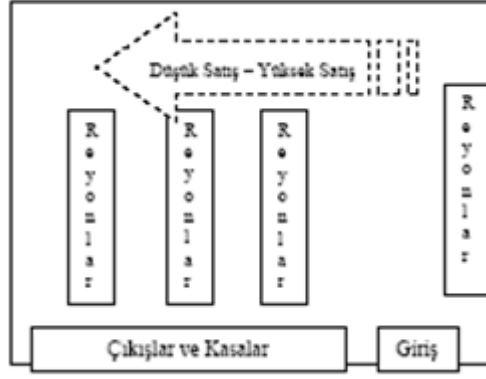 Düşük Satış – Yüksek Satış
Reyonlar
Reyonlar
Reyonlar
Reyonlar
Çıkışlar ve Kasalar
Giriş